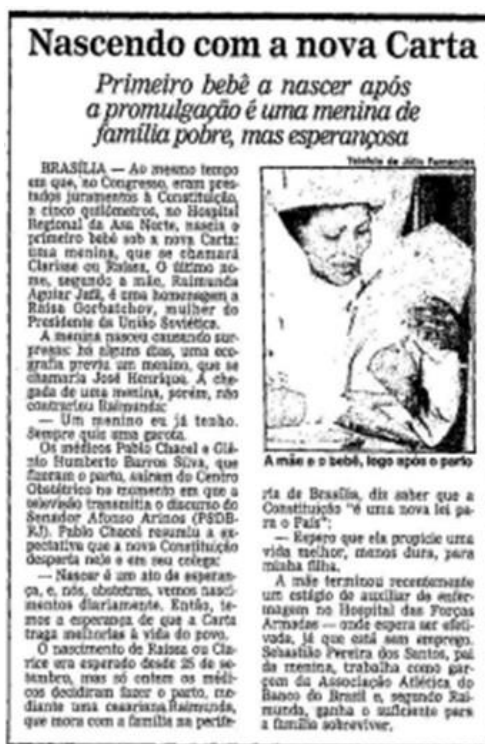 Nascendo com a nova Carta
Primeiro bebê a nascer após
a promulgação é uma menina de
família pobre, mas esperançosa
Telefoto de Júlio Fernandes
BRASÍLIA — Ao mesmo tempo
em que, no Congresso, eram pres-
tados juramentos à Constituição,
a cinco quilômetros, no Hospital
Regional da Asa Norte, nascia o
primeiro bebê sob a nova Carta:
uma menina, que se chamará
Clarisse ou Raissa. O último no-
me, segundo a mãe, Raimunda
Aguiar Jafá, é uma homenagem a
Raisa Gorbatchov, mulher do
Presidente da União Soviética.
A menina nasceu causando sur-
presas: há alguns dias, uma eco-
grafia previu um menino, que se
chamaria José Henrique. A che-
gada de uma menina, porém, não
contrariou Raimunda:
— Um menino eu já tenho.
Sempre quis uma garota.
Os médicos Pablo Chacel e Glê-
nio Humberto Barros Silva, que
fizeram o parto, saíram do Centro
Obstétrico no momento em que a
televisão transmitia o discurso do
Senador Afonso Arinos (PSDB-
RJ). Pablo Chacel resumiu a ex-
pectativa que a nova Constituição
desperta nele e em seu colega:
— Nascer é um ato de esperan-
ça, e, nós, obstetras, vemos nasci-
mentos diariamente. Então, te-
mos a esperança de que a Carta
traga melhorias à vida do povo.
O nascimento de Raissa ou Cla-
rice era esperado desde 25 de se-
tembro, mas só ontem os médi-
cos decidiram fazer o parto, me-
diante uma cesariana. Raimunda,
que mora com a família na perife-
A mãe e o bebê, logo após o parto
ria de Brasília, diz saber que a
Constituição "é uma nova lei pa-
ra o País":
— Espero que ela propicie uma
vida melhor, menos dura, para
minha filha.
A mãe terminou recentemente
um estágio de auxiliar de enfer-
magem no Hospital das Forças
Armadas — onde espera ser efeti-
vada, já que está sem emprego.
Sebastião Pereira dos Santos, pai
da menina, trabalha como gar-
çom da Associação Atlética do
Banco do Brasil e, segundo Rai-
munda, ganha o suficiente para
a família sobreviver.